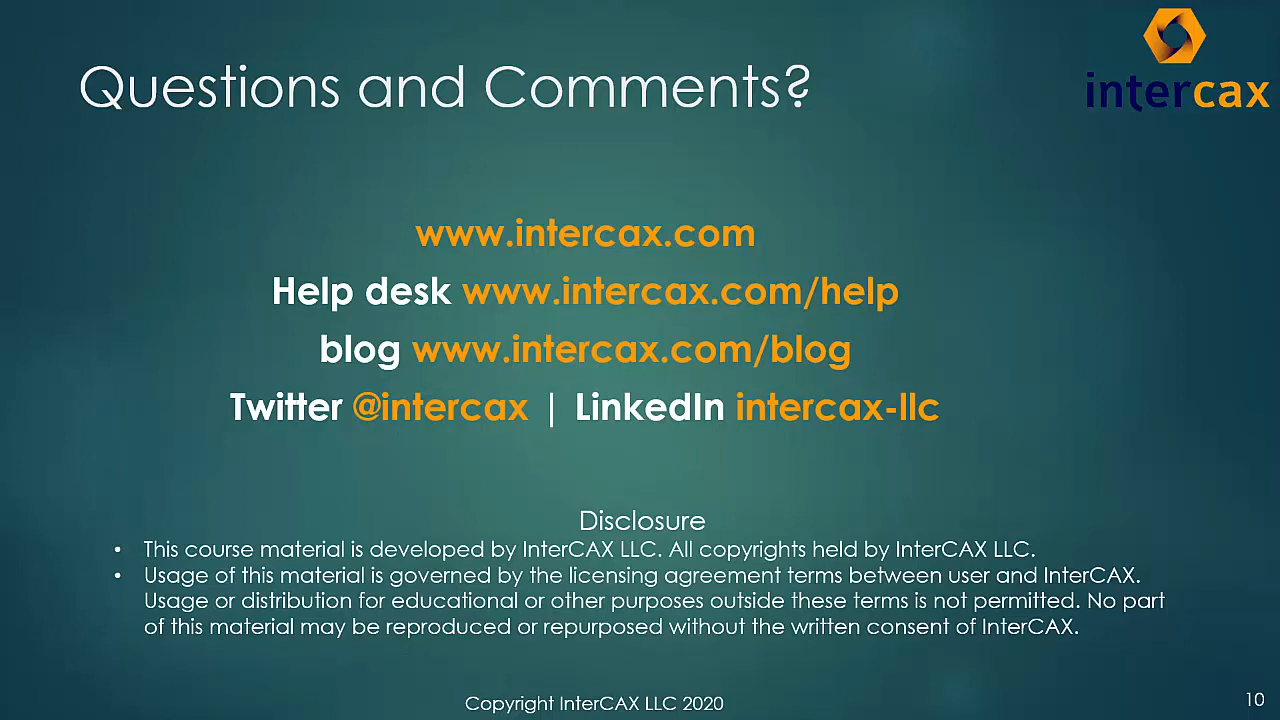 Questions and Comments?
intercax
www.intercax.com
Help desk www.intercax.com/help
blog www.intercax.com/blog
Twitter @intercax | LinkedIn intercax-llc
Disclosure
• This course material is developed by InterCAX LLC. All copyrights held by InterCAX LLC.
• Usage of this material is governed by the licensing agreement terms between user and InterCAX.
Usage or distribution for educational or other purposes outside these terms is not permitted. No part
of this material may be reproduced or repurposed without the written consent of InterCAX.
Copyright InterCAX LLC 2020
10